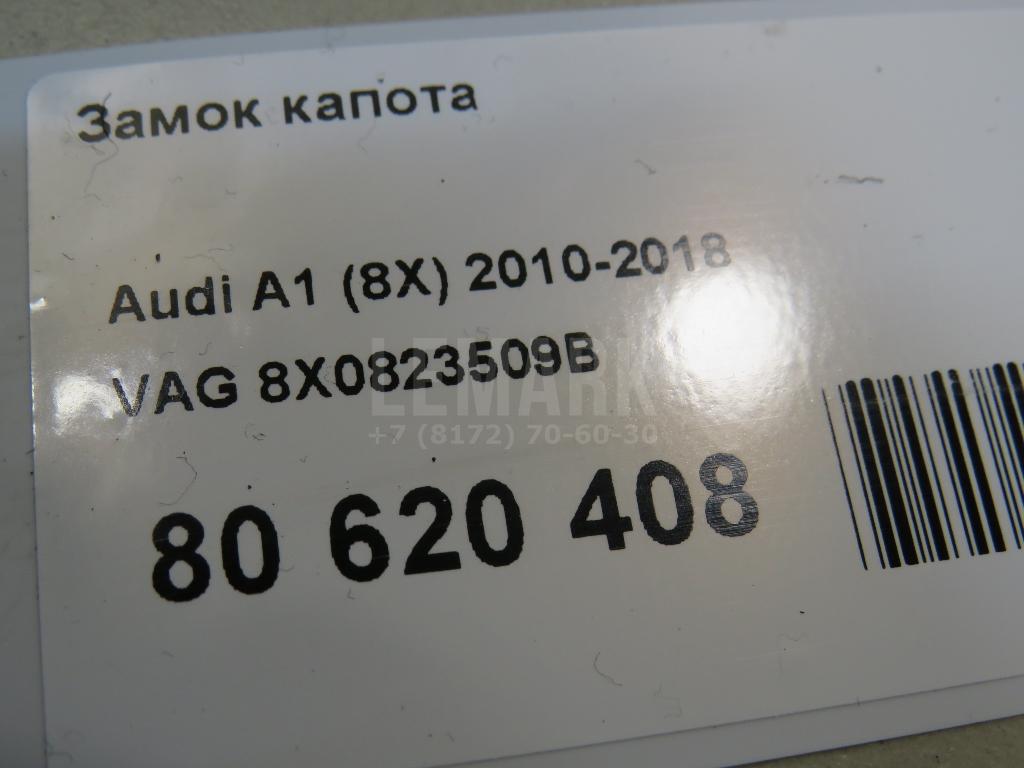 Замок капота
Audi A1 (8X) 2010-2018
VAG 8X0823509B
LEMARK
+7 (8172) 70-60-30
80 620 408